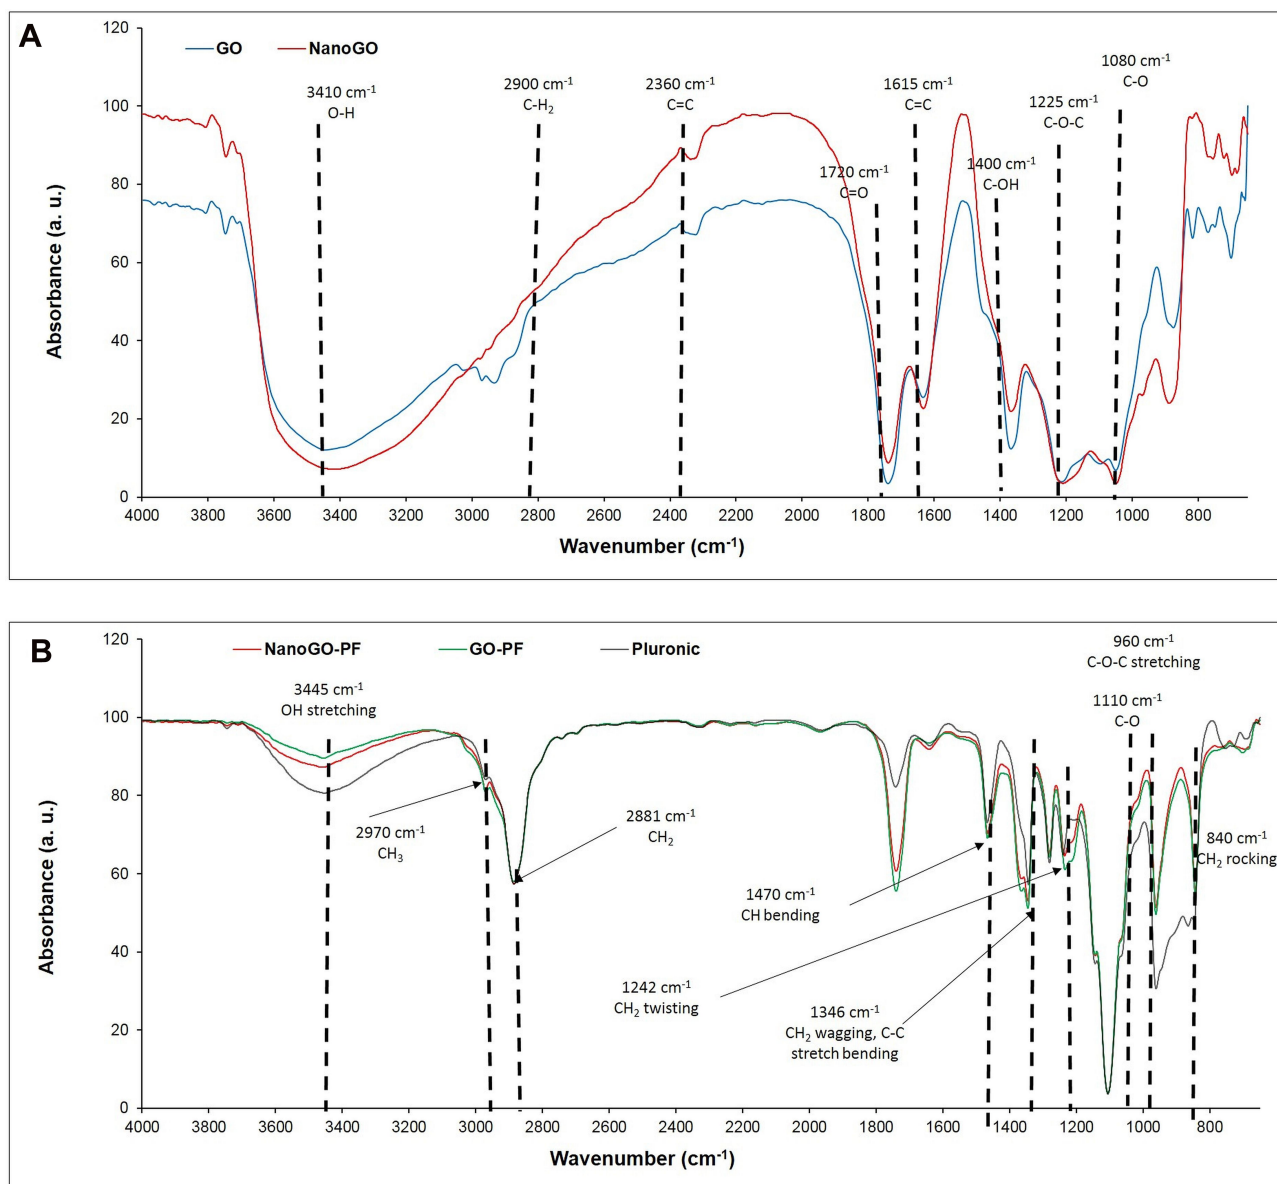 A
GO NanoGO
3410 cm-1
O-H
2900 cm-1
C-H2
2360 cm-1
C=C
1720 cm-1
C=O
1615 cm-1
C=C
1400 cm-1
C-OH
1225 cm-1
C-O-C
1080 cm-1
C-O
Absorbance (a. u.)
120
100
80
60
40
20
0
4000 3600 3200 3000 2800 2600 2400 2200 2000 1800 1600 1400 1200 1000 800
Wavenumber (cm-1)
B
NanoGO-PF GO-PF Pluronic
3445 cm-1
OH stretching
2970 cm-1
CH3
2881 cm-1
CH2
1470 cm-1
CH bending
1242 cm-1
CH2 twisting
1346 cm-1
CH2 wagging, C-C
stretch bending
960 cm-1
C-O-C stretching
1110 cm-1
C-O
840 cm-1
CH2 rocking
Absorbance (a. u.)
120
100
80
60
40
20
0
4000 3800 3600 3400 3200 3000 2800 2600 2400 2200 2000 1800 1600 1400 1200 1000 800
Wavenumber (cm-1)